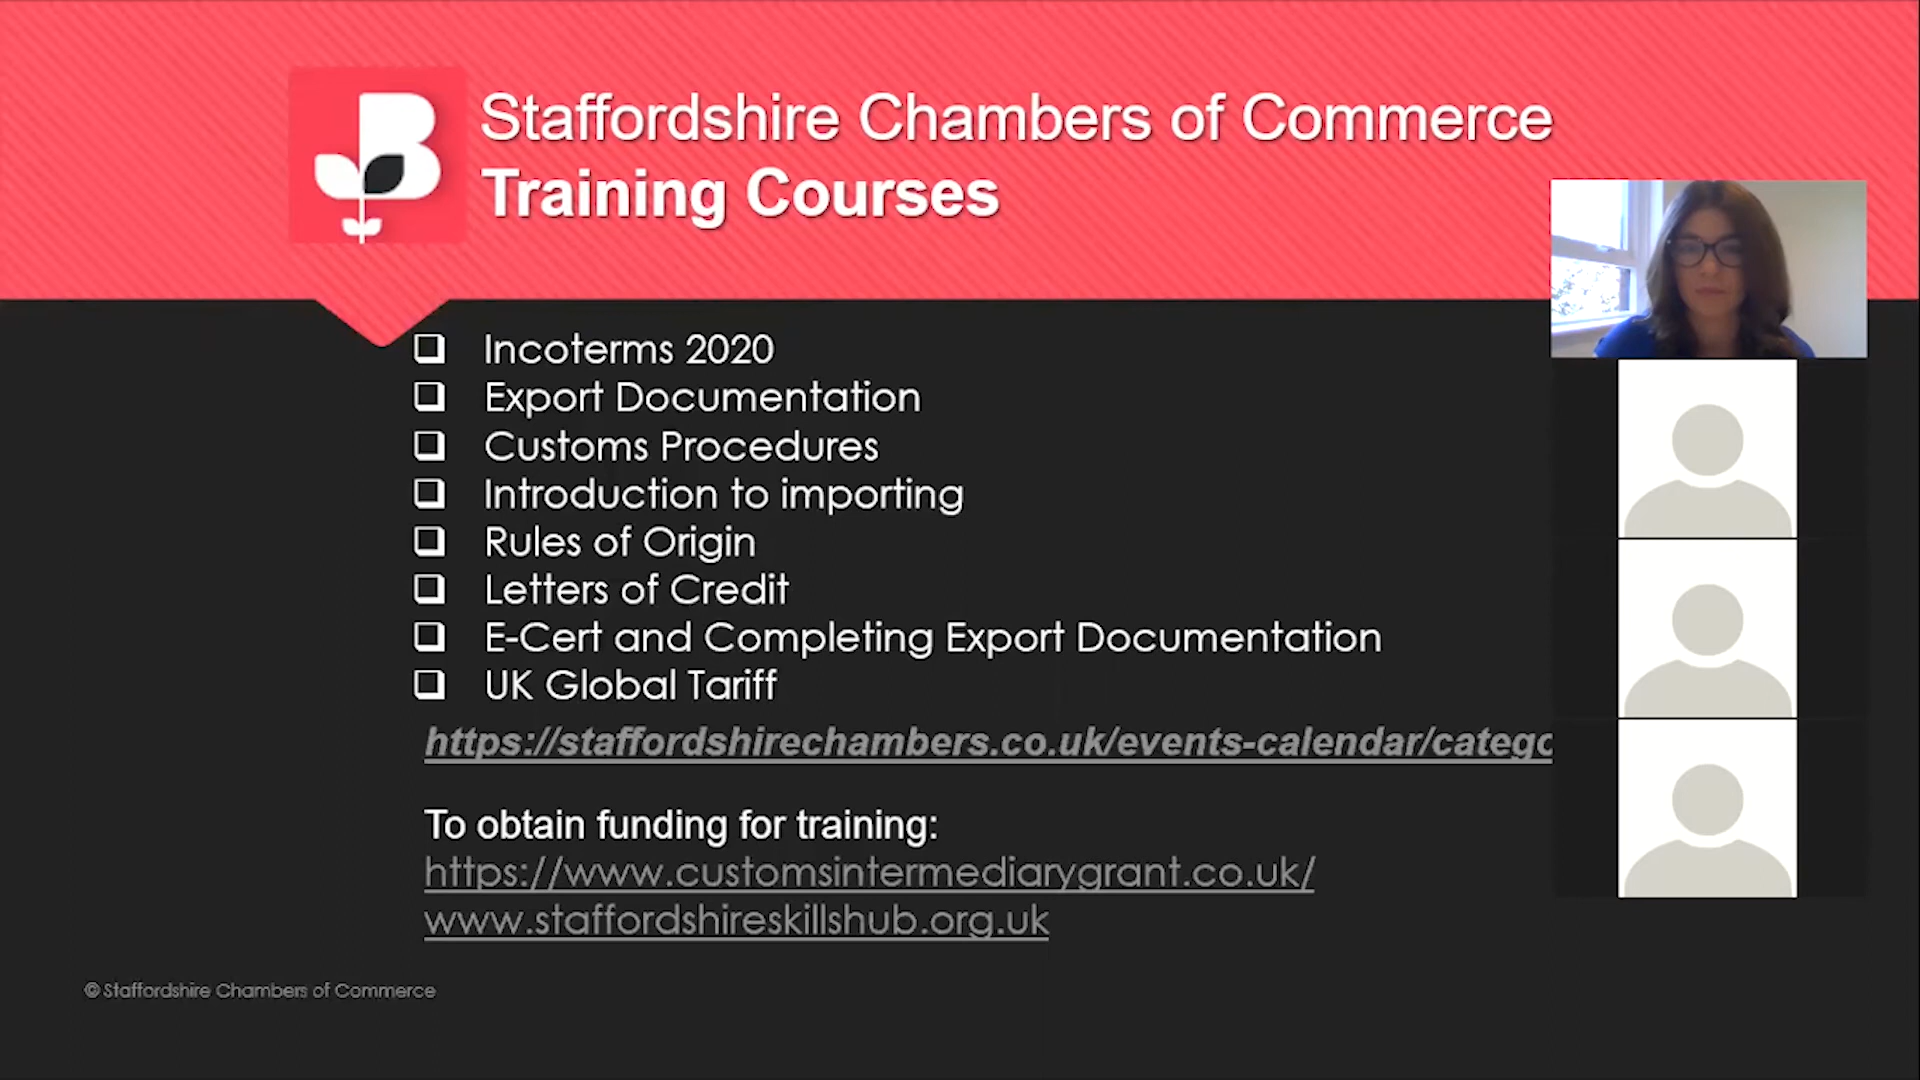 Staffordshire Chambers of Commerce
Training Courses
Incoterms 2020
Export Documentation
Customs Procedures
Introduction to importing
Rules of Origin
Letters of Credit
E-Cert and Completing Export Documentation
UK Global Tariff
https://staffordshirechambers.co.uk/events-calendar/catego
To obtain funding for training:
https://www.customsintermediarygrant.co.uk/
www.staffordshireskillshub.org.uk
© Staffordshire Chambers of Commerce